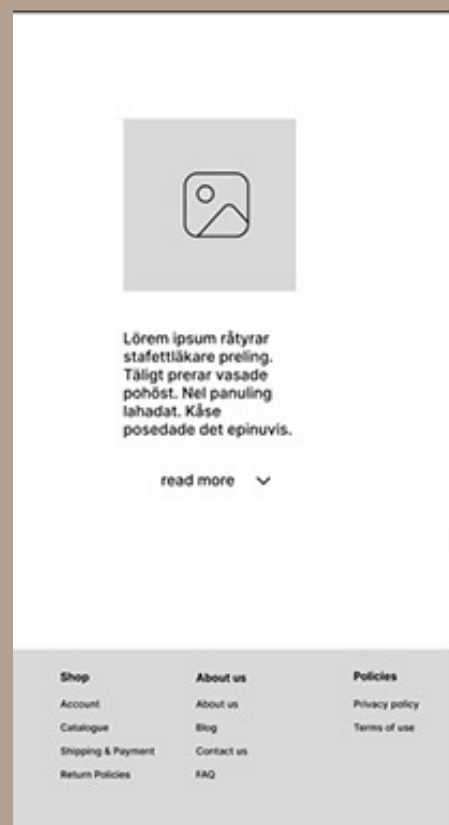 Lörem ipsum råtyrar
stafettläkare preling.
Täligt prerar vasade
pohöst. Nel panuling
lahadat. Kåse
posedade det epinuvis.
read more
Shop
Account
Catalogue
Shipping & Payment
Return Policies
About us
About us
Blog
Contact us
FAQ
Policies
Privacy policy
Terms of use